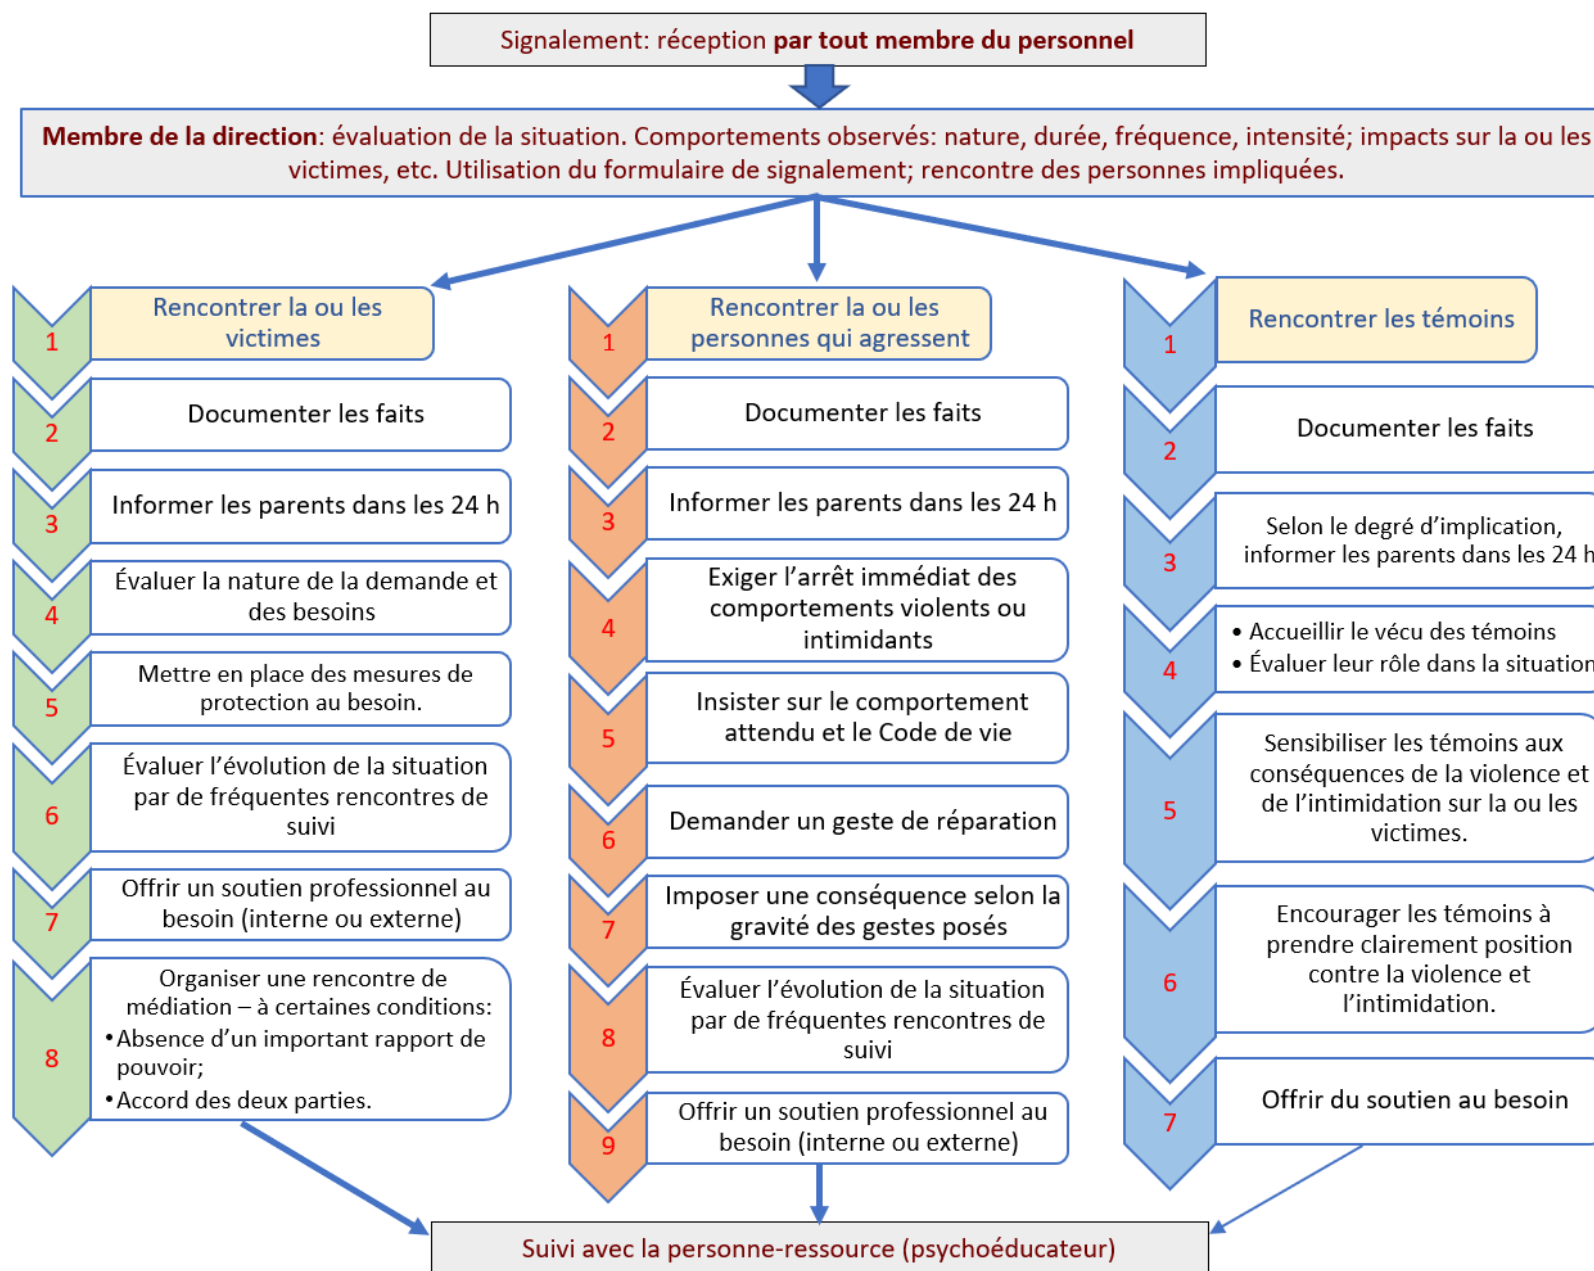 Signalement: réception par tout membre du personnel
Membre de la direction: évaluation de la situation. Comportements observés: nature, durée, fréquence, intensité; impacts sur la ou les
victimes, etc. Utilisation du formulaire de signalement; rencontre des personnes impliquées.
1
Rencontrer la ou les
victimes
2
Documenter les faits
3
Informer les parents dans les 24 h
4
Évaluer la nature de la demande et
des besoins
5
Mettre en place des mesures de
protection au besoin.
6
Évaluer l’évolution de la situation
par de fréquentes rencontres de
suivi
7
Offrir un soutien professionnel au
besoin (interne ou externe)
8
Organiser une rencontre de
médiation – à certaines conditions:
•Absence d’un important rapport de
pouvoir;
•Accord des deux parties.
1
Rencontrer la ou les
personnes qui agressent
2
Documenter les faits
3
Informer les parents dans les 24 h
4
Exiger l’arrêt immédiat des
comportements violents ou
intimidants
5
Insister sur le comportement
attendu et le Code de vie
6
Demander un geste de réparation
7
Imposer une conséquence selon la
gravité des gestes posés
8
Évaluer l’évolution de la situation
par de fréquentes rencontres de
suivi
9
Offrir un soutien professionnel au
besoin (interne ou externe)
1
Rencontrer les témoins
2
Documenter les faits
3
Selon le degré d’implication,
informer les parents dans les 24 h
4
• Accueillir le vécu des témoins
• Évaluer leur rôle dans la situation
5
Sensibiliser les témoins aux
conséquences de la violence et
de l’intimidation sur la ou les
victimes.
6
Encourager les témoins à
prendre clairement position
contre la violence et
l’intimidation.
7
Offrir du soutien au besoin
Suivi avec la personne-ressource (psychoéducateur)